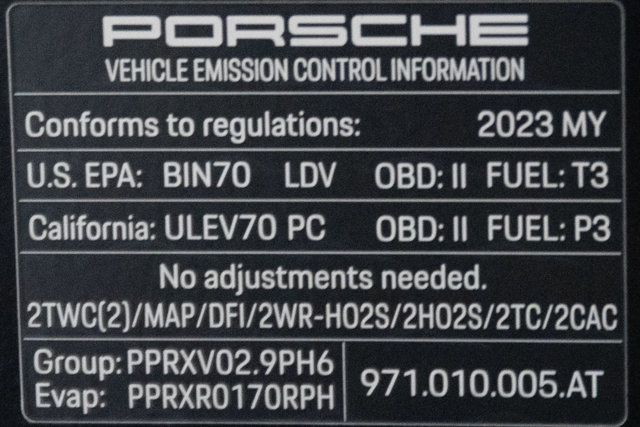 PORSCHE
VEHICLE EMISSION CONTROL INFORMATION
Conforms to regulations: 2023 MY
U.S. EPA: BIN70 LDV OBD: II FUEL: T3
California: ULEV70 PC OBD: II FUEL: P3
No adjustments needed.
2TWC(2)/MAP/DFI/2WR-HO2S/2HO2S/2TC/2CAC
Group: PPRXV02.9PH6
Evap: PPRXR0170RPH
971.010.005.AT